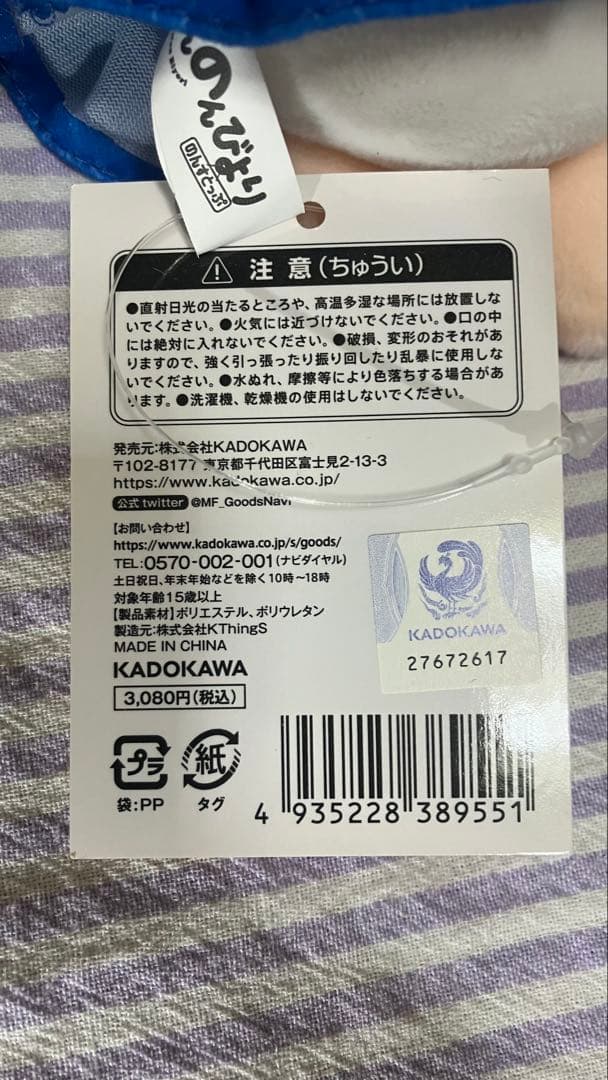 のんびより
のんすとっぷ
注意(ちゅうい)
●直射日光の当たるところや、高温多湿な場所には放置しな
いでください。●火気には近づけないでください。●口の中
には絶対に入れないでください。●破損、変形のおそれがあ
りますので、強く引っ張ったり振り回したり乱暴に使用しな
いでください。●水ぬれ、摩擦等により色落ちする場合があ
ります。●洗濯機、乾燥機の使用はしないでください。
発売元:株式会社KADOKAWA
〒102-8177 東京都千代田区富士見2-13-3
https://www.kadokawa.co.jp/
公式twitter @MF_GoodsNavi
【お問い合わせ】
https://www.kadokawa.co.jp/s/goods/
TEL:0570-002-001(ナビダイヤル)
土日祝日、年末年始などを除く10時~18時
対象年齢15歳以上
【製品素材】ポリエステル、ポリウレタン
製造元:株式会社KThingS
MADE IN CHINA
KADOKAWA
3,080円(税込)
KADOKAWA
27672617
プラ
袋:PP
紙
タグ
4 935228 389551